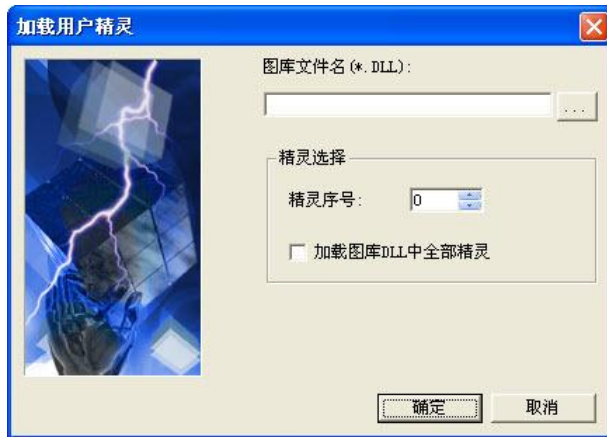 加载用户精灵
图库文件名(*.DLL):
...
精灵选择
精灵序号:
0
加载图库DLL中全部精灵
确定
取消